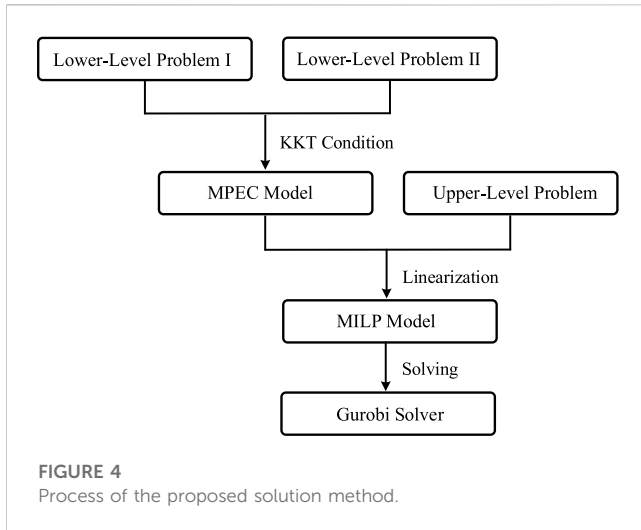 Lower-Level Problem I
Lower-Level Problem II
KKT Condition
MPEC Model
Upper-Level Problem
Linearization
MILP Model
Solving
Gurobi Solver
FIGURE 4
Process of the proposed solution method.